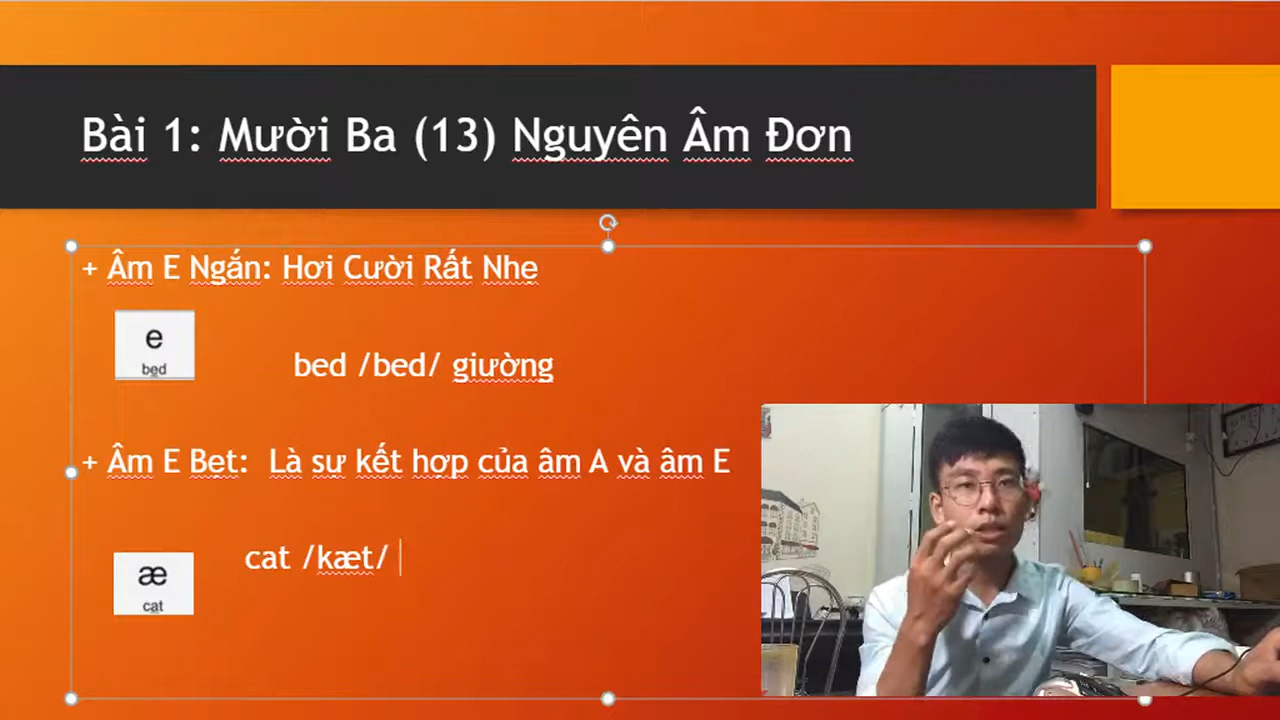 Bài 1: Mười Ba (13) Nguyên Âm Đơn
+ Âm E Ngắn: Hơi Cười Rất Nhẹ
e
bed
bed /bed/ giường
+ Âm E Bẹt: Là sự kết hợp của âm A và âm E
æ
cat
cat /kæt/